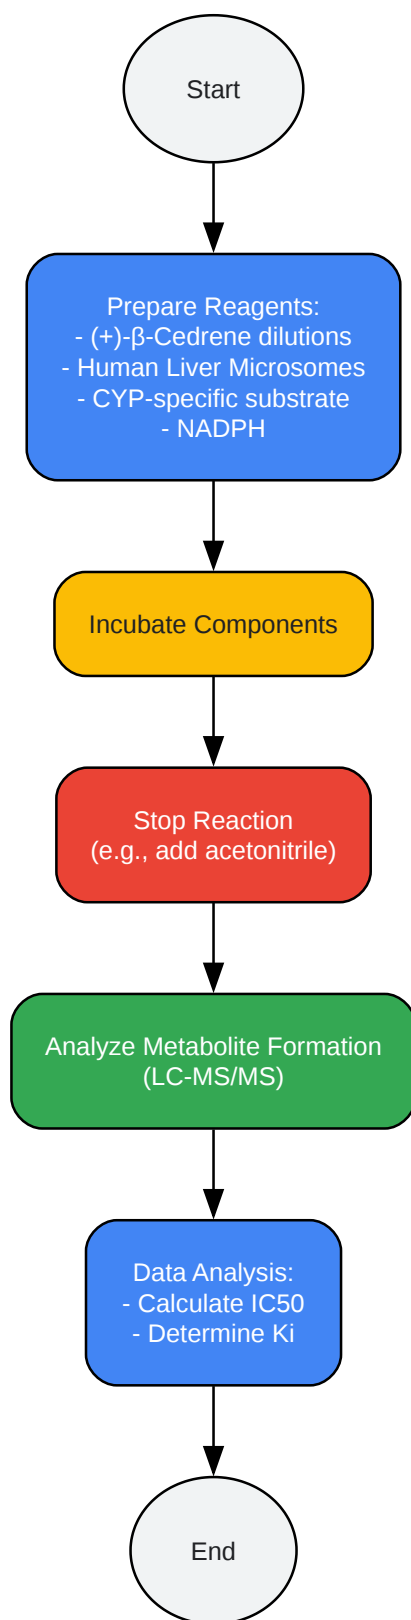 Start
Prepare Reagents:
- (+)-β-Cedrene dilutions
- Human Liver Microsomes
- CYP-specific substrate
- NADPH
Incubate Components
Stop Reaction
(e.g., add acetonitrile)
Analyze Metabolite Formation
(LC-MS/MS)
Data Analysis:
- Calculate IC50
- Determine Ki
End